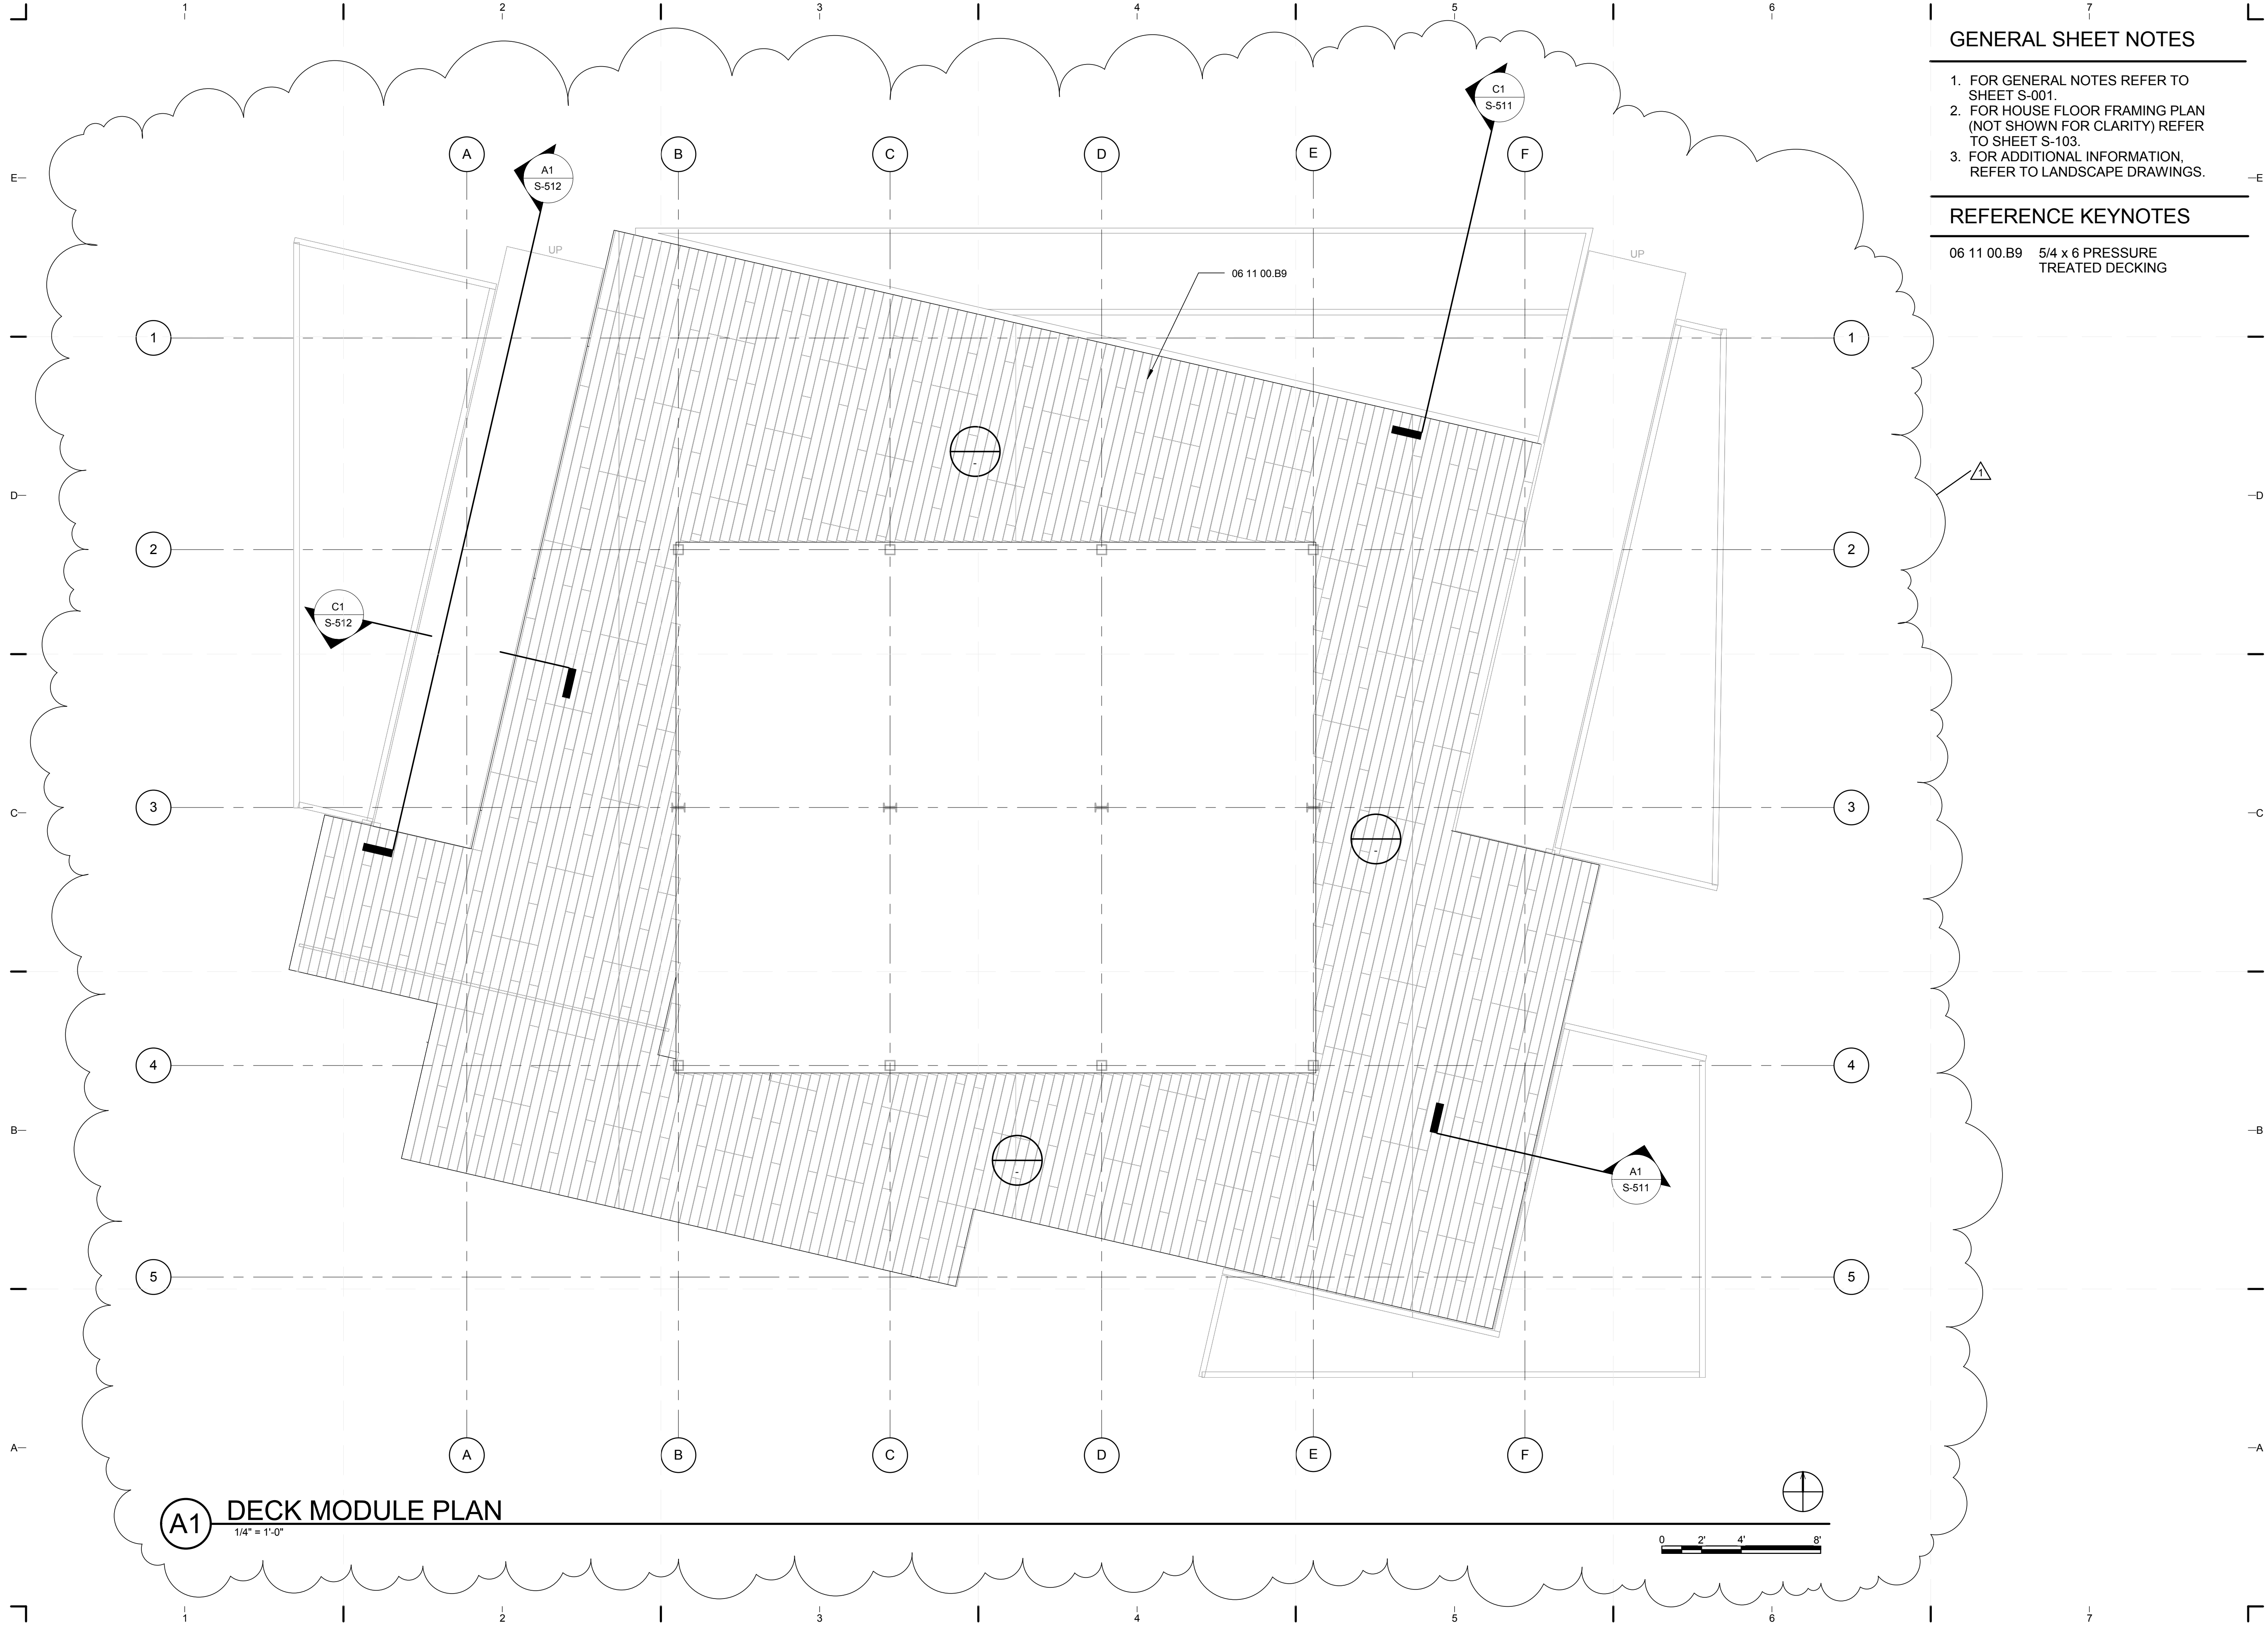 1 2 3 4 5 6 7
GENERAL SHEET NOTES
1. FOR GENERAL NOTES REFER TO
SHEET S-001.
2. FOR HOUSE FLOOR FRAMING PLAN
(NOT SHOWN FOR CLARITY) REFER
TO SHEET S-103.
3. FOR ADDITIONAL INFORMATION,
REFER TO LANDSCAPE DRAWINGS.
REFERENCE KEYNOTES
06 11 00.B9 5/4 x 6 PRESSURE
TREATED DECKING
C1
S-511
A B C D E F
A1
S-512
E E
UP UP
06 11 00.B9
1 1
-
1
D D
2 2
C1
S-512
3 3
C C
-
4 4
B B
-
A1
S-511
5 5
A A
A B C D E F
A1 DECK MODULE PLAN
1/4" = 1'-0"
0 2' 4' 8'
1 2 3 4 5 6 7